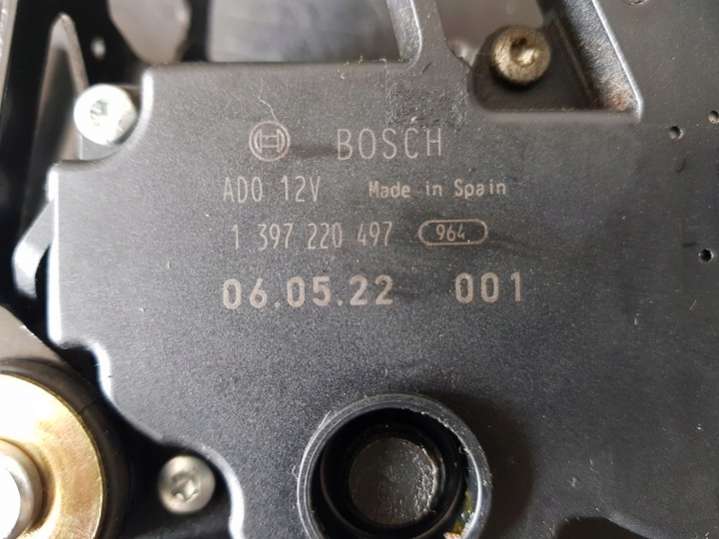 BOSCH
ADO 12V Made in Spain
1 397 220 497 964
06.05.22 001